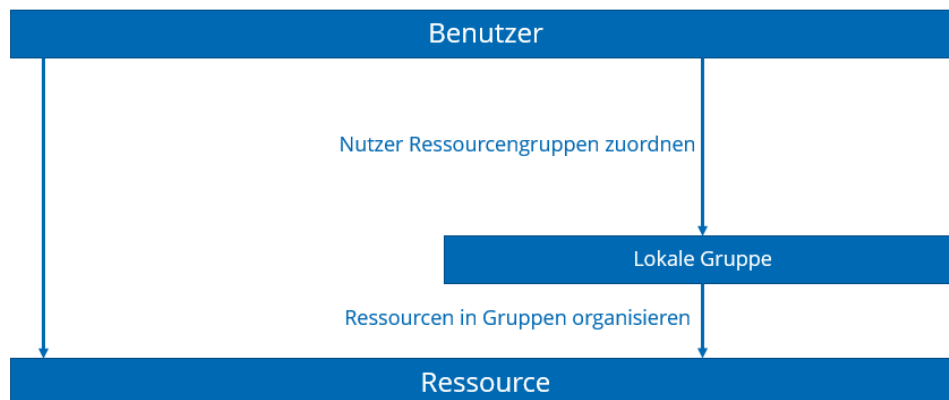 Benutzer
Nutzer Ressourcengruppen zuordnen
Lokale Gruppe
Ressourcen in Gruppen organisieren
Ressource